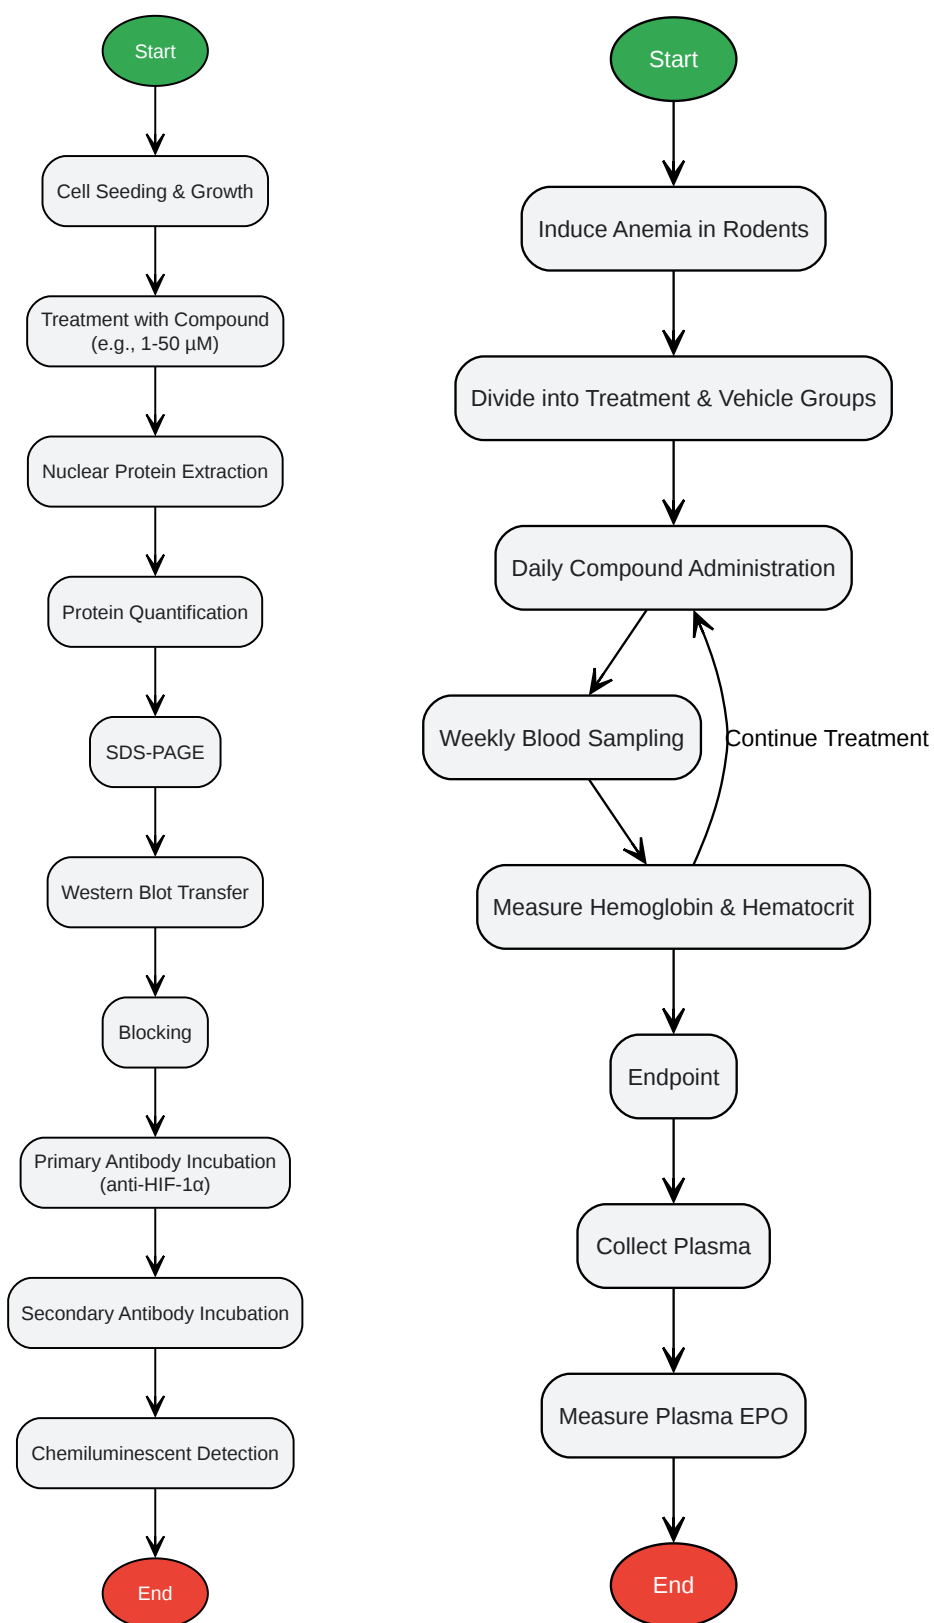 Start
Cell Seeding & Growth
Treatment with Compound
(e.g., 1-50 µM)
Nuclear Protein Extraction
Protein Quantification
SDS-PAGE
Western Blot Transfer
Blocking
Primary Antibody Incubation
(anti-HIF-1α)
Secondary Antibody Incubation
Chemiluminescent Detection
End
Start
Induce Anemia in Rodents
Divide into Treatment & Vehicle Groups
Daily Compound Administration
Weekly Blood Sampling
Continue Treatment
Measure Hemoglobin & Hematocrit
Endpoint
Collect Plasma
Measure Plasma EPO
End